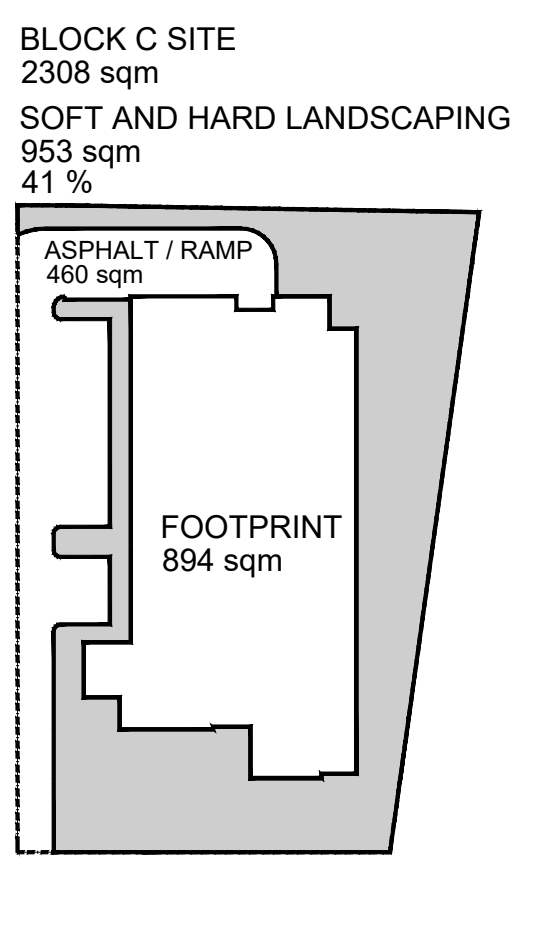 BLOCK C SITE
2308 sqm
SOFT AND HARD LANDSCAPING
953 sqm
41 %
ASPHALT / RAMP
460 sqm
FOOTPRINT
894 sqm